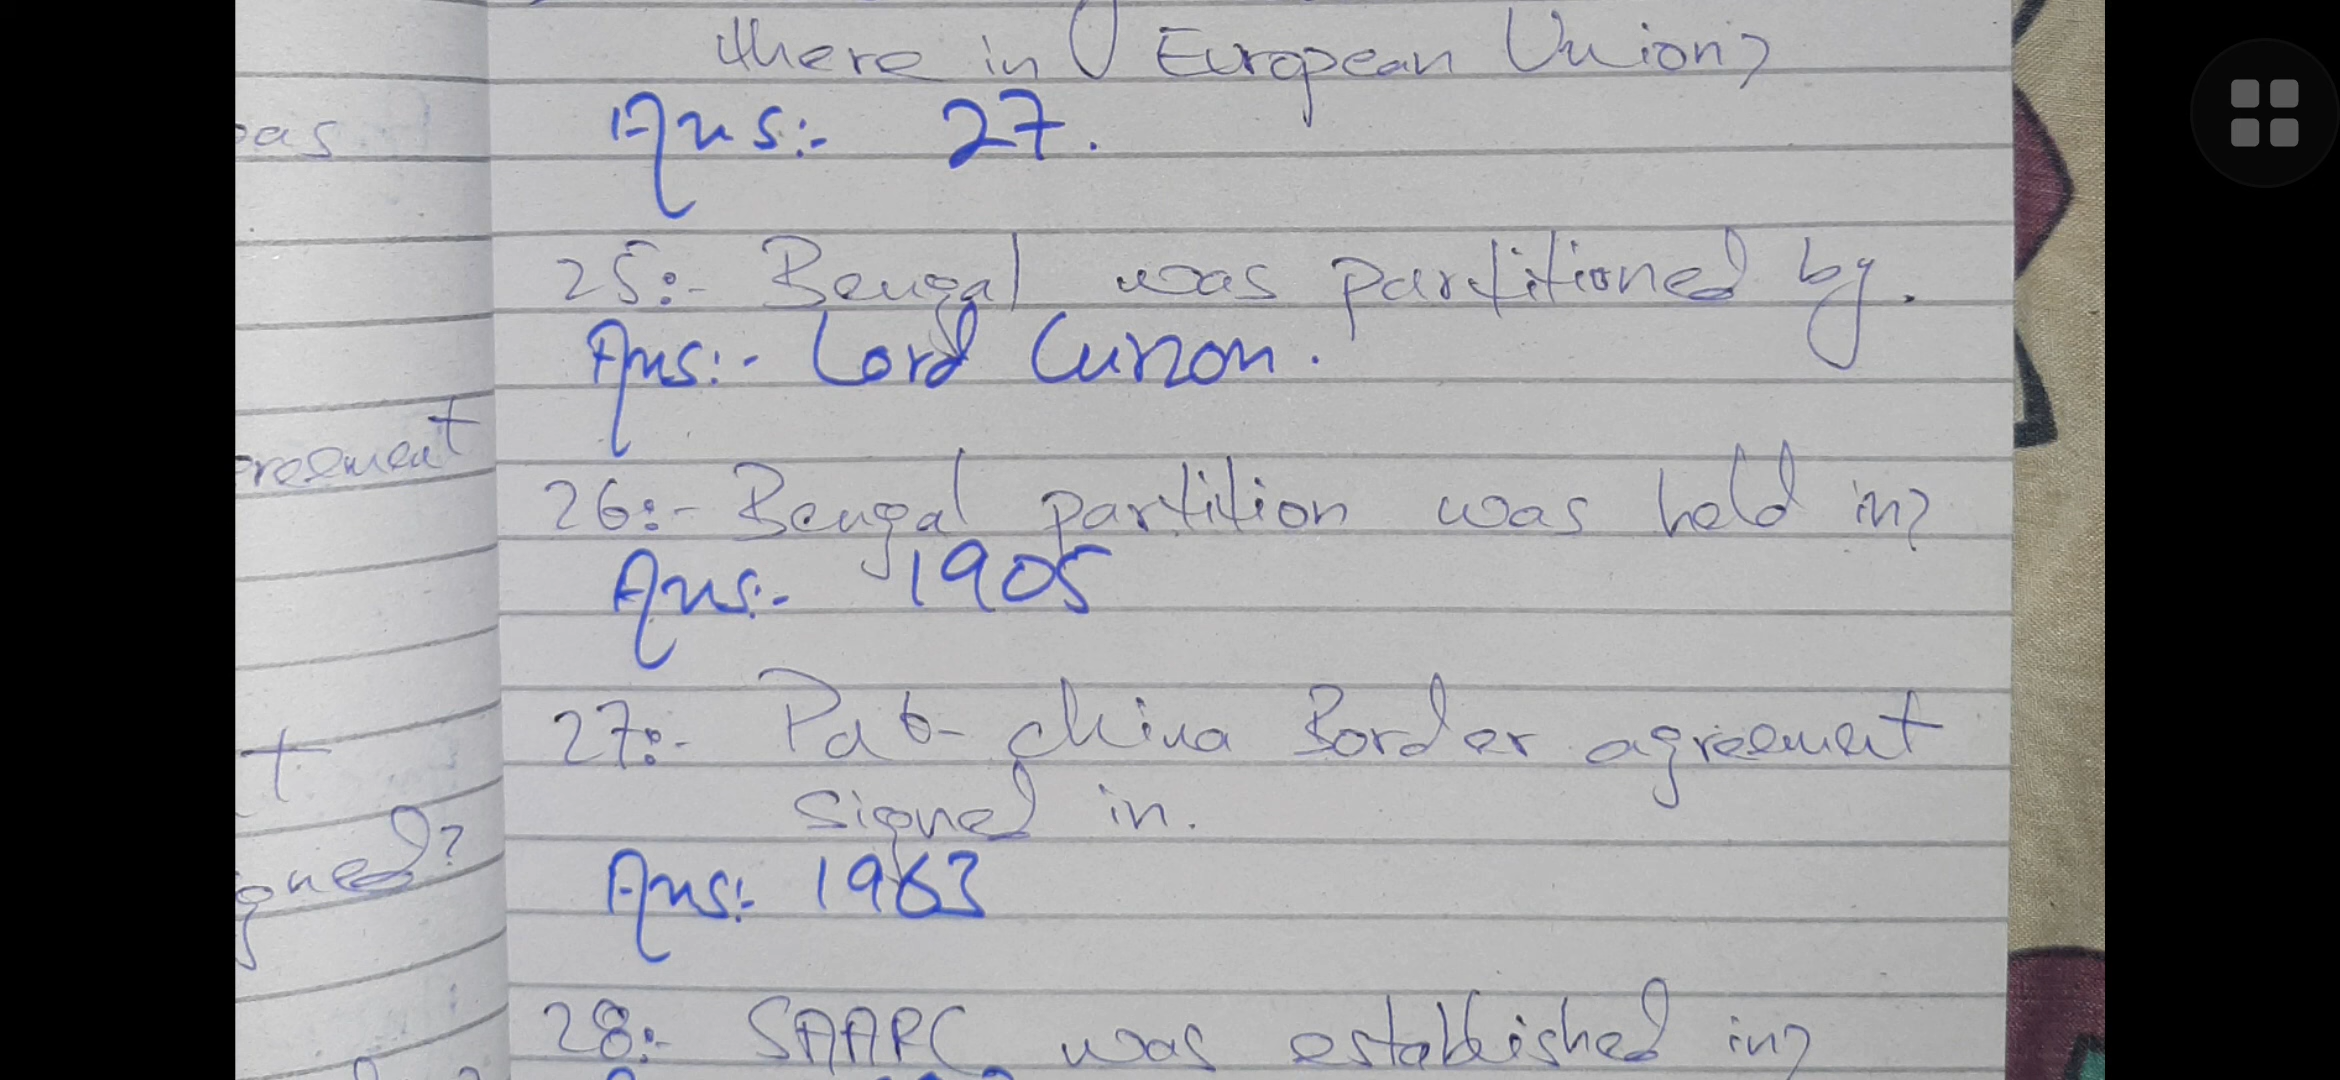 there in European Union?
Ans:- 27.
25:- Bengal was partitioned by.
Ans:- Lord Curzon.
26:- Bengal partition was held in?
Ans:- 1905
27:- Pak-china Border agreement
signed in.
Ans:- 1963
28:- SAARC was established in?